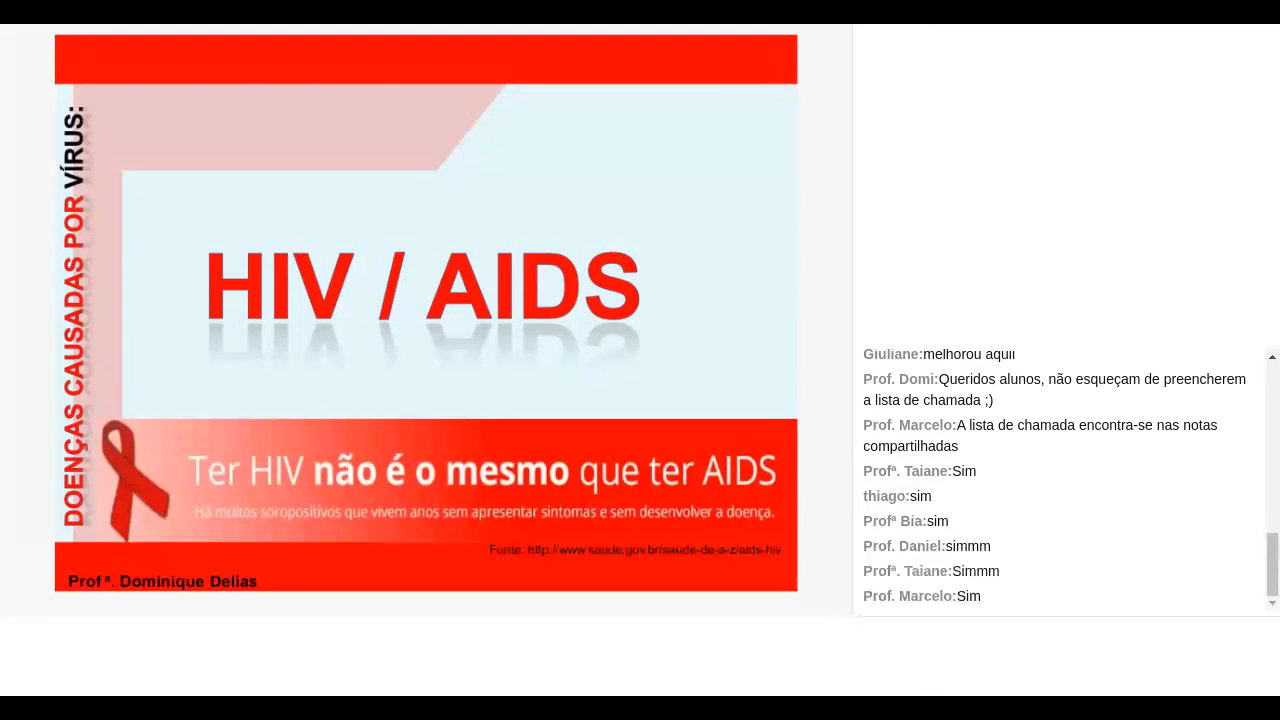 DOENÇAS CAUSADAS POR VÍRUS:
HIV / AIDS
Ter HIV não é o mesmo que ter AIDS
Há muitos soropositivos que vivem anos sem apresentar sintomas e sem desenvolver a doença.
Fonte: http://www.saude.gov.br/saude-de-a-z/aids-hiv
Profª. Dominique Delias
Giuliane:melhorou aquii
Prof. Domi:Queridos alunos, não esqueçam de preencherem
a lista de chamada ;)
Prof. Marcelo:A lista de chamada encontra-se nas notas
compartilhadas
Profª. Taiane:Sim
thiago:sim
Profª Bia:sim
Prof. Daniel:simmm
Profª. Taiane:Simmm
Prof. Marcelo:Sim